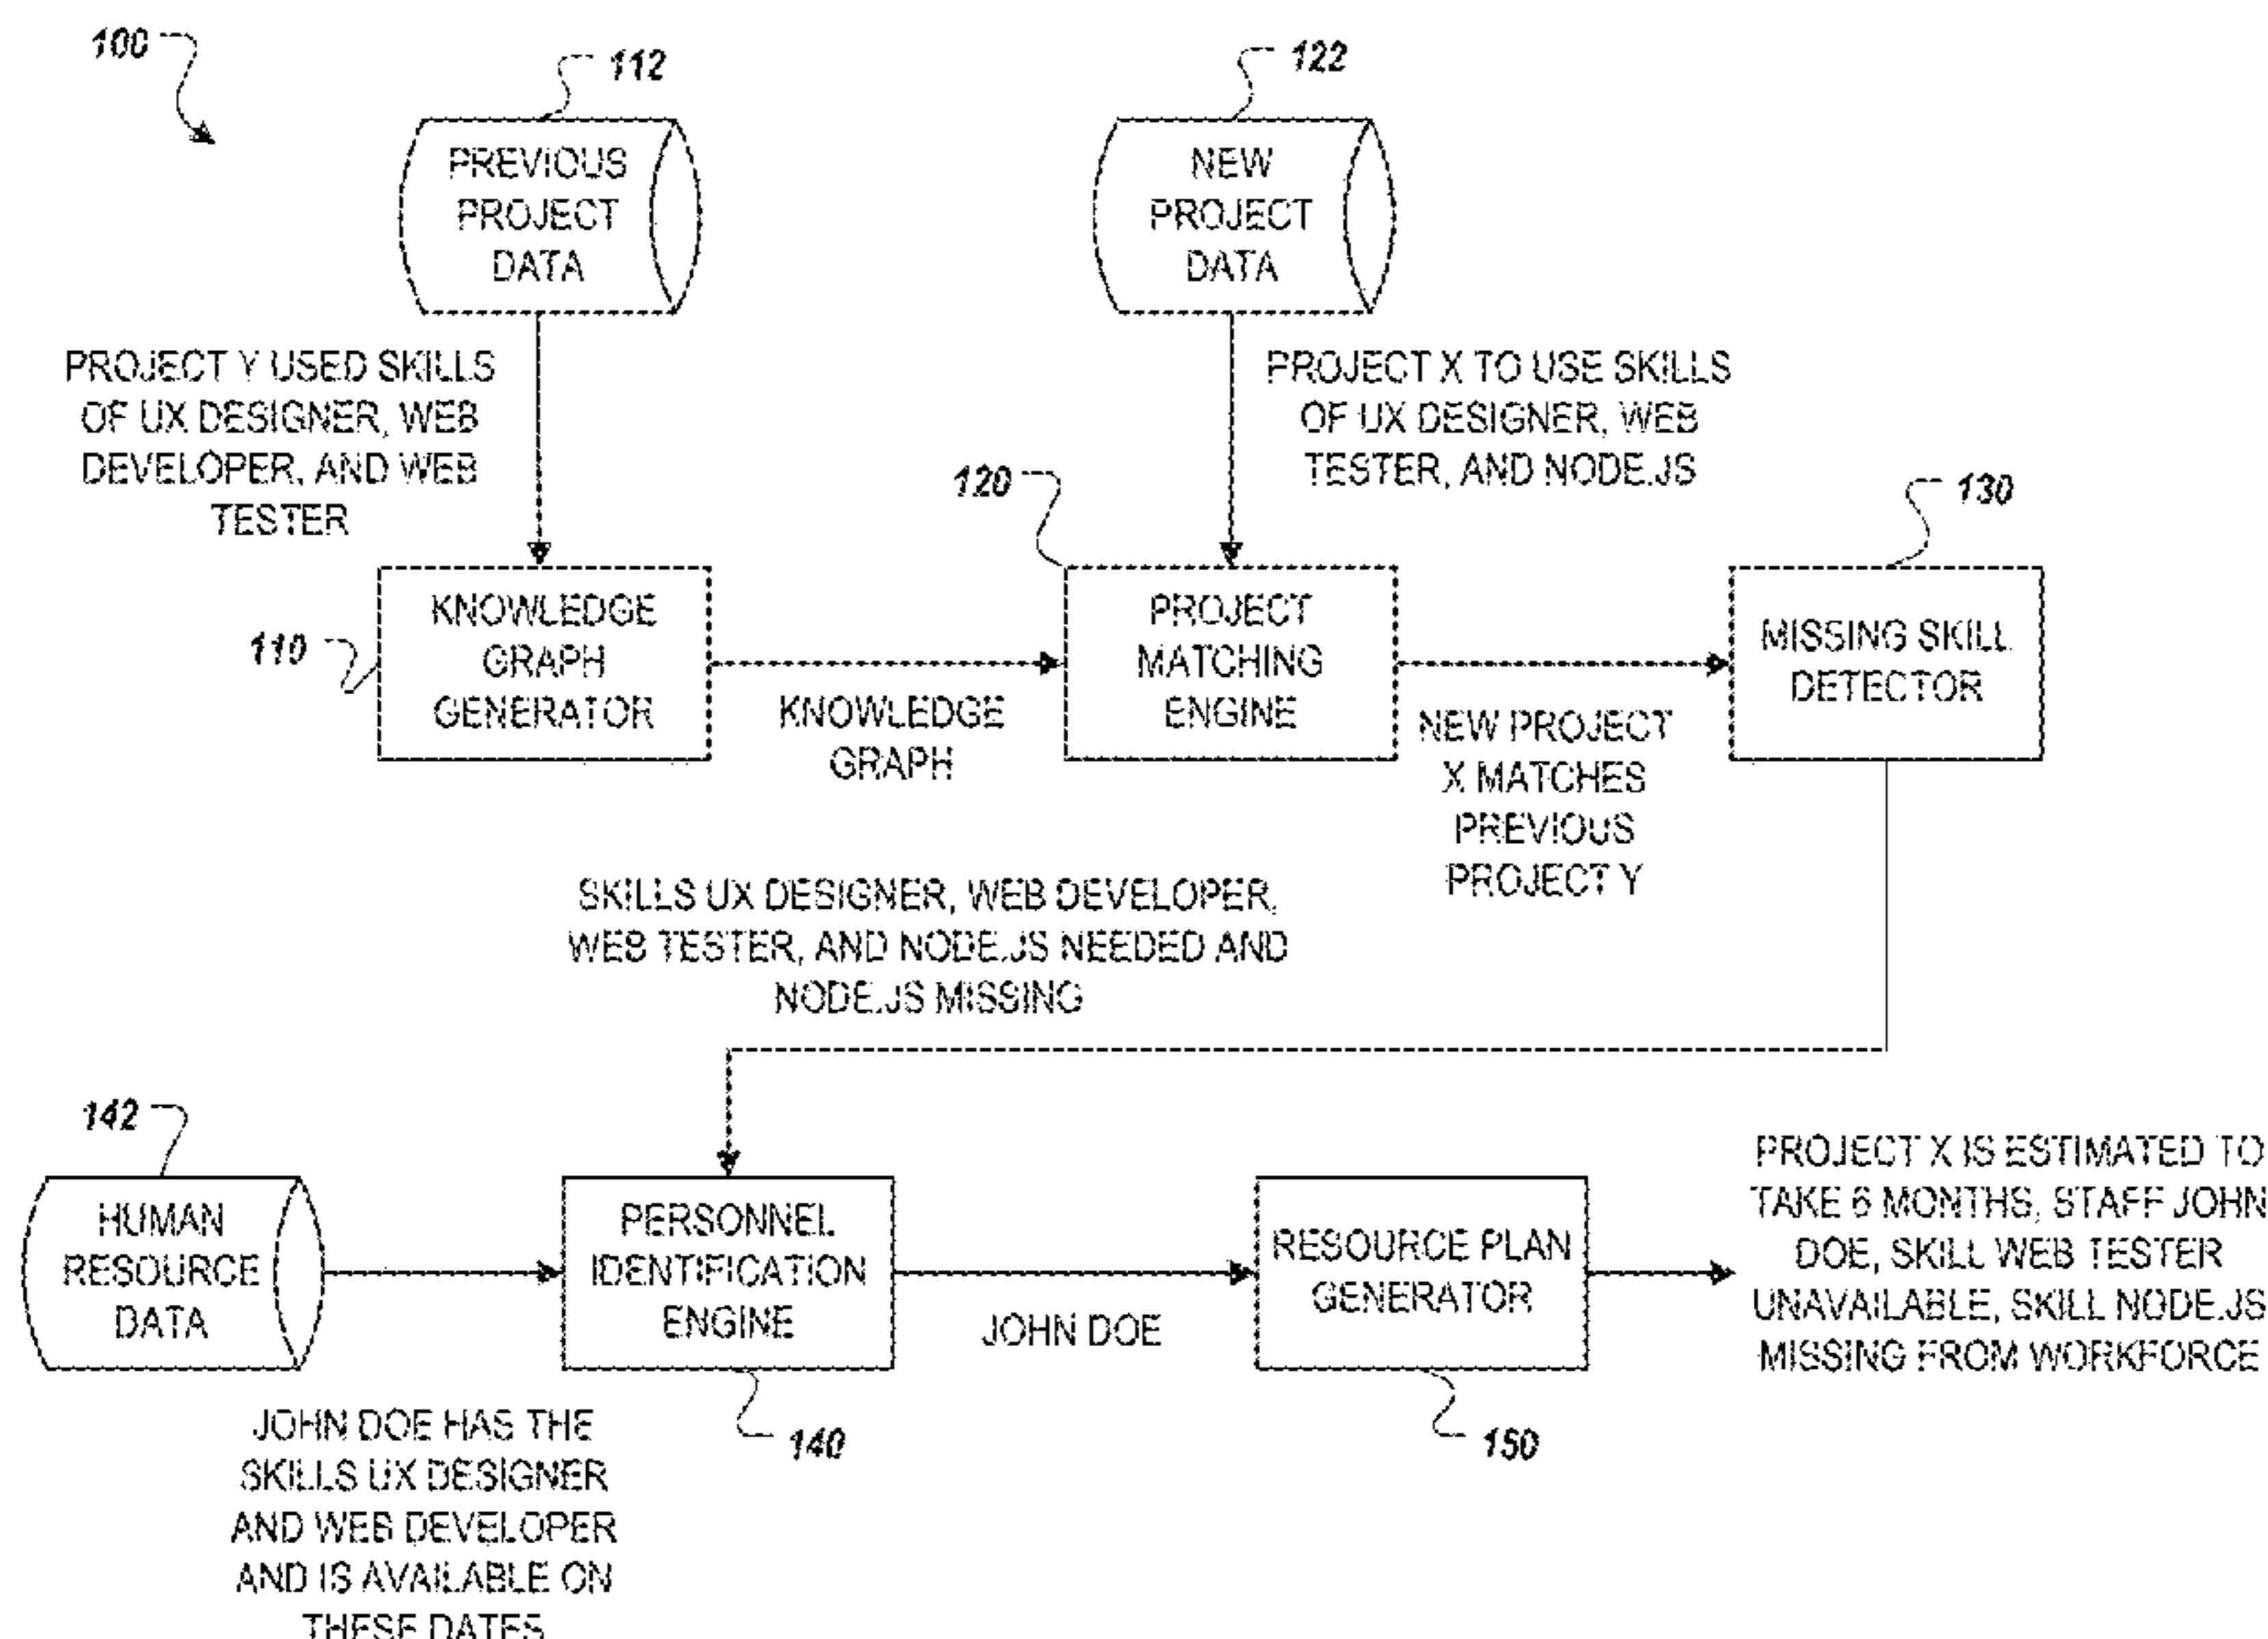 100
112
122
PREVIOUS
PROJECT
DATA
NEW
PROJECT
DATA
PROJECT Y USED SKILLS
OF UX DESIGNER, WEB
DEVELOPER, AND WEB
TESTER
PROJECT X TO USE SKILLS
OF UX DESIGNER, WEB
TESTER, AND NODE.JS
120
130
110
KNOWLEDGE
GRAPH
GENERATOR
KNOWLEDGE
GRAPH
PROJECT
MATCHING
ENGINE
NEW PROJECT
X MATCHES
PREVIOUS
PROJECT Y
MISSING SKILL
DETECTOR
SKILLS UX DESIGNER, WEB DEVELOPER,
WEB TESTER, AND NODE.JS NEEDED AND
NODE.JS MISSING
142
HUMAN
RESOURCE
DATA
PERSONNEL
IDENTIFICATION
ENGINE
JOHN DOE
RESOURCE PLAN
GENERATOR
PROJECT X IS ESTIMATED TO
TAKE 6 MONTHS, STAFF JOHN
DOE, SKILL WEB TESTER
UNAVAILABLE, SKILL NODE.JS
MISSING FROM WORKFORCE
140
150
JOHN DOE HAS THE
SKILLS UX DESIGNER
AND WEB DEVELOPER
AND IS AVAILABLE ON
THESE DATES